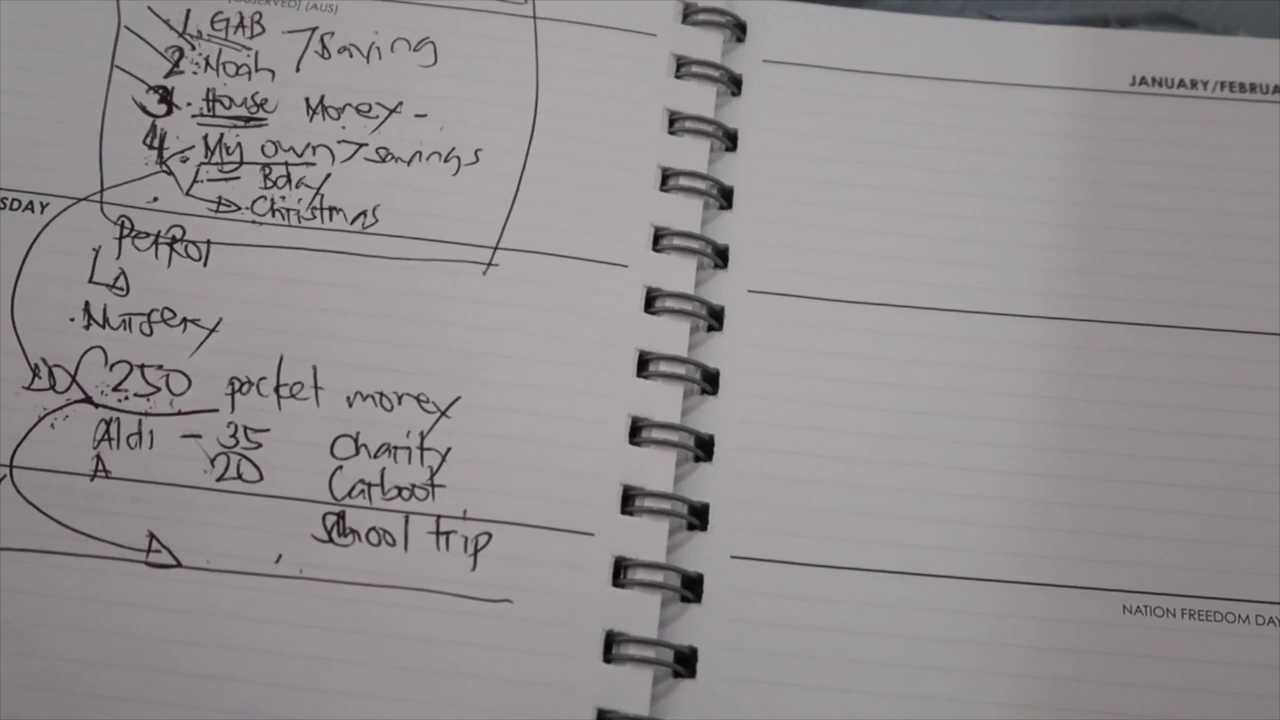 [OBSERVED] (AUS)
1. GAB
2. Noah 7 Saving
3. House Money -
4. My own 7 savings
Bday
Christmas
SDAY
Petrol
. Nursery
250 pocket money
Aldi - 35 Charity
A 20 Carboot
School trip
JANUARY/FEBRUA
NATION FREEDOM DAY